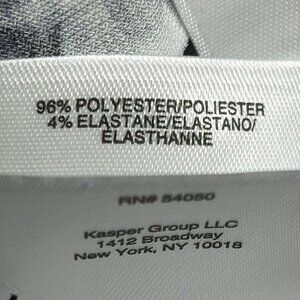 96% POLYESTER/POLIESTER
4% ELASTANE/ELASTANO/
ELASTHANNE
RN# 54050
Kasper Group LLC
1412 Broadway
New York, NY 10018